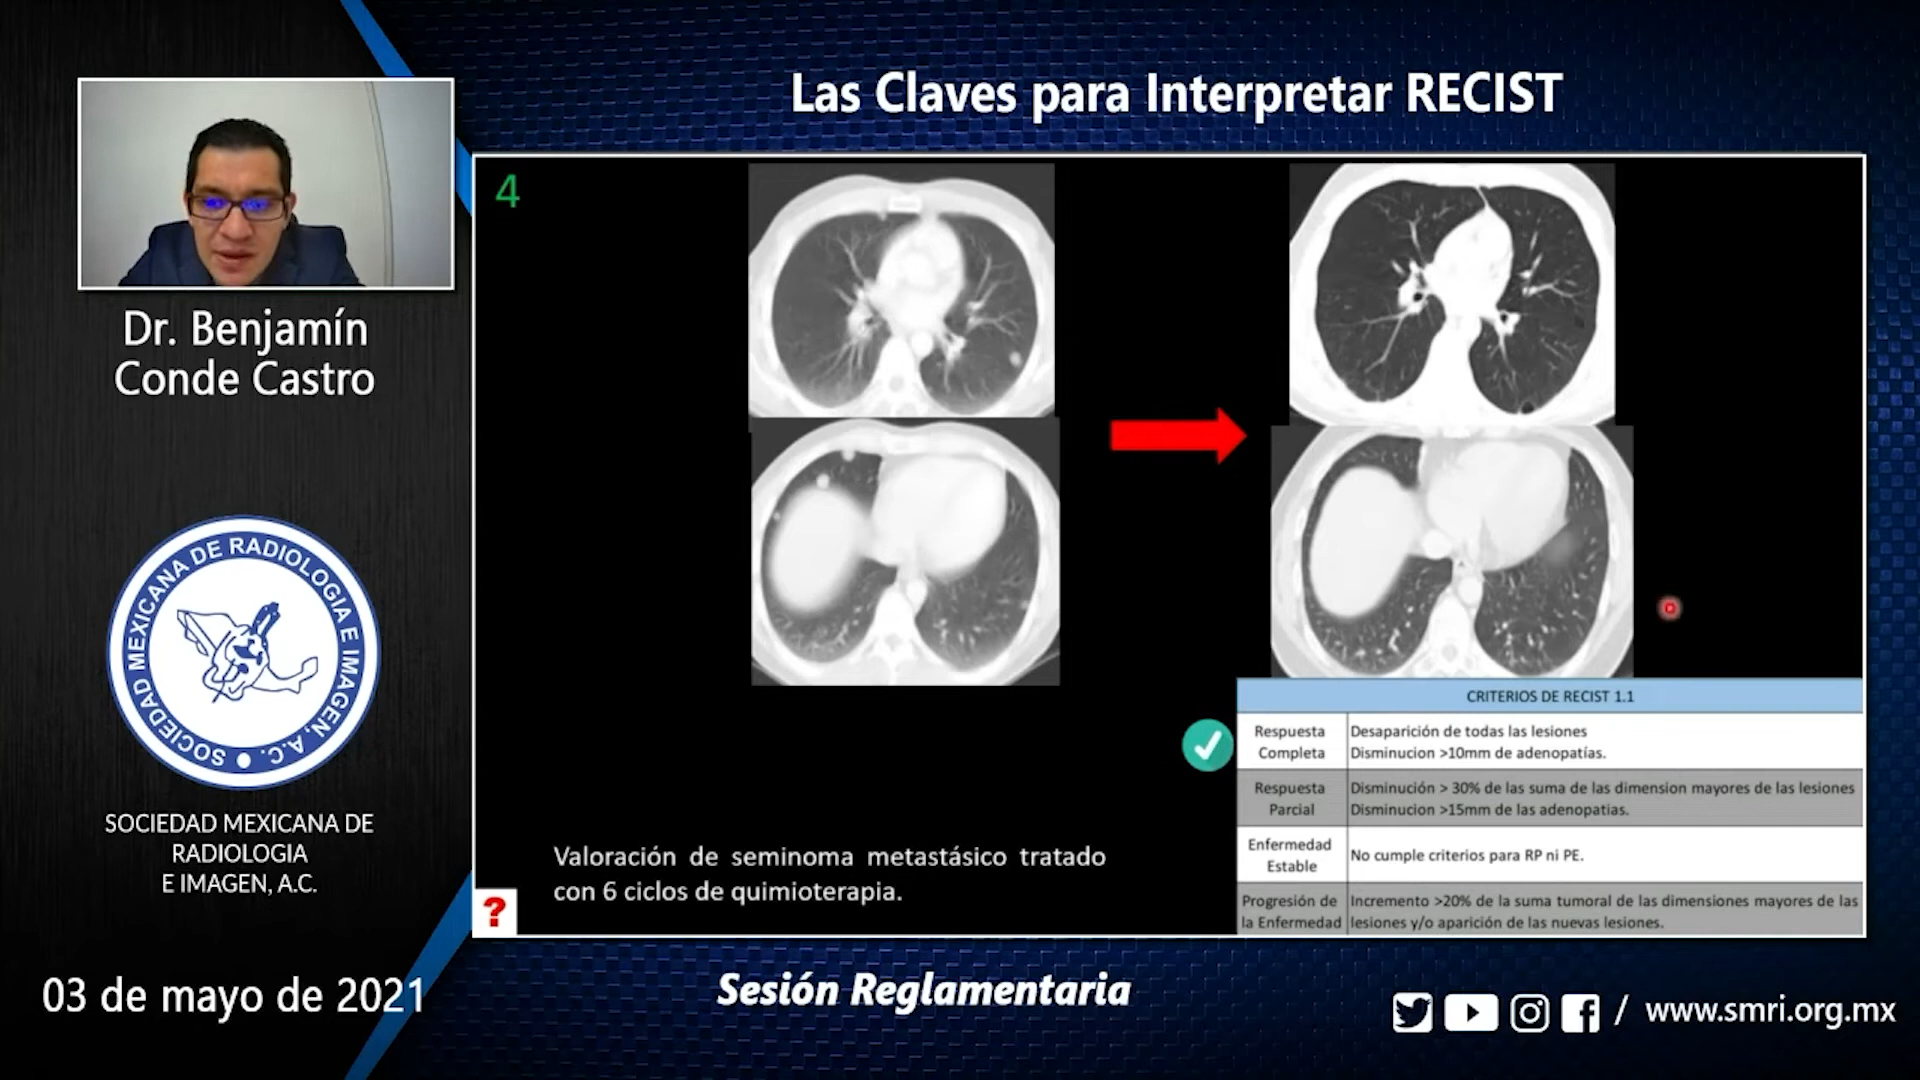 Las Claves para Interpretar RECIST
Dr. Benjamín
Conde Castro
SOCIEDAD MEXICANA DE RADIOLOGIA E IMAGEN, A.C.
SOCIEDAD MEXICANA DE
RADIOLOGIA
E IMAGEN, A.C.
03 de mayo de 2021
4
Valoración de seminoma metastásico tratado
con 6 ciclos de quimioterapia.
?
CRITERIOS DE RECIST 1.1
Respuesta
Completa
Desaparición de todas las lesiones
Disminucion >10mm de adenopatías.
Respuesta
Parcial
Disminución > 30% de las suma de las dimension mayores de las lesiones
Disminucion >15mm de las adenopatias.
Enfermedad
Estable
No cumple criterios para RP ni PE.
Progresión de
la Enfermedad
Incremento >20% de la suma tumoral de las dimensiones mayores de las
lesiones y/o aparición de las nuevas lesiones.
Sesión Reglamentaria
/ www.smri.org.mx